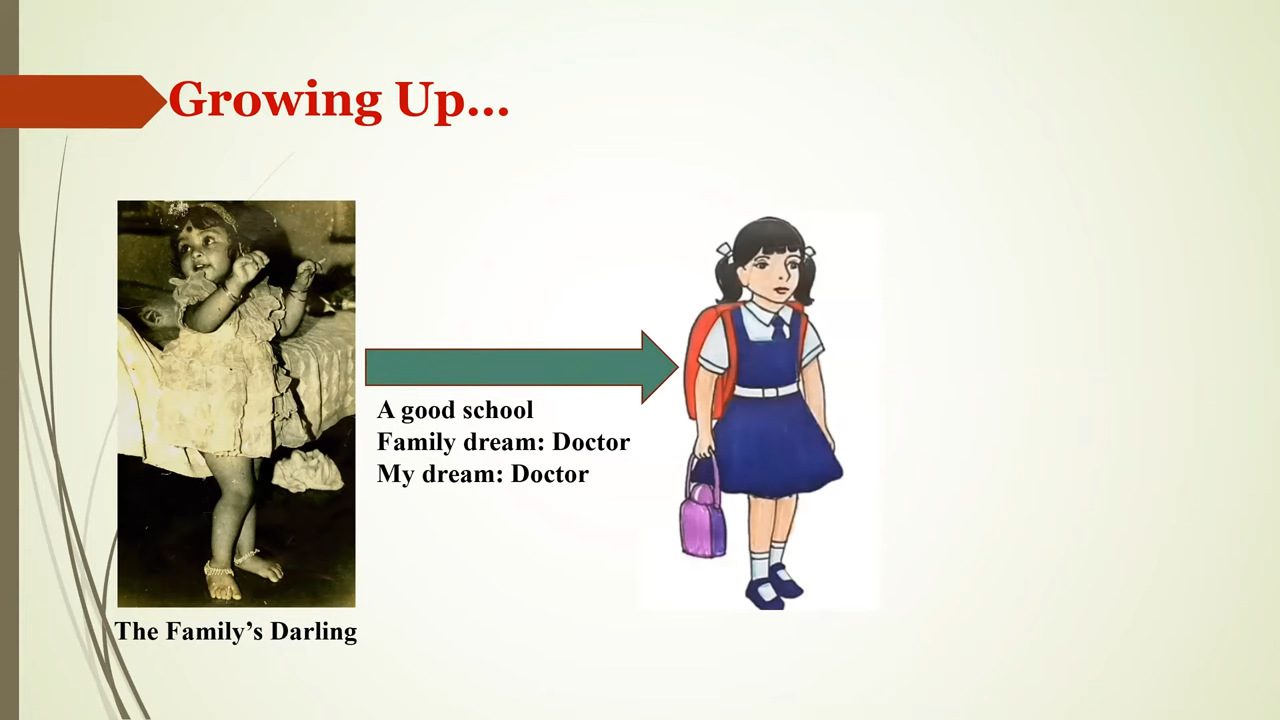 Growing Up...
A good school
Family dream: Doctor
My dream: Doctor
The Family’s Darling